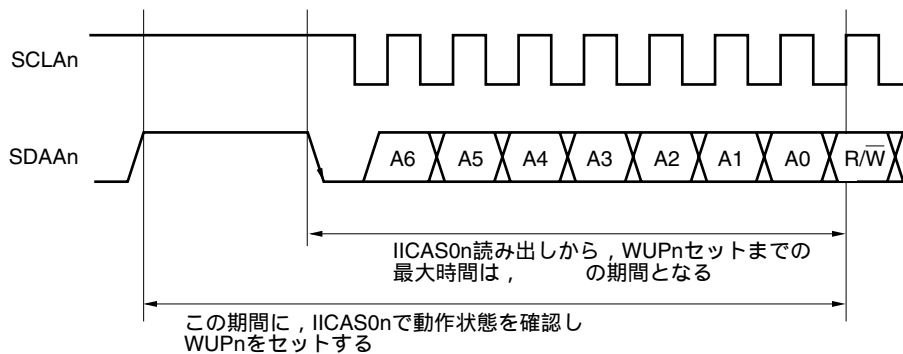 SCLAn
SDAAn
A6 A5 A4 A3 A2 A1 A0 R/W̅
IICAS0n読み出しから，WUPnセットまでの
最大時間は，　　　の期間となる
この期間に，IICAS0nで動作状態を確認し
WUPnをセットする